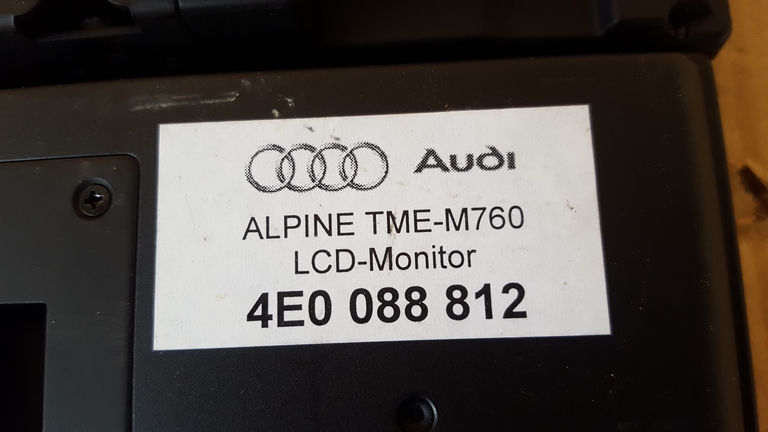 Audi
ALPINE TME-M760
LCD-Monitor
4E0 088 812